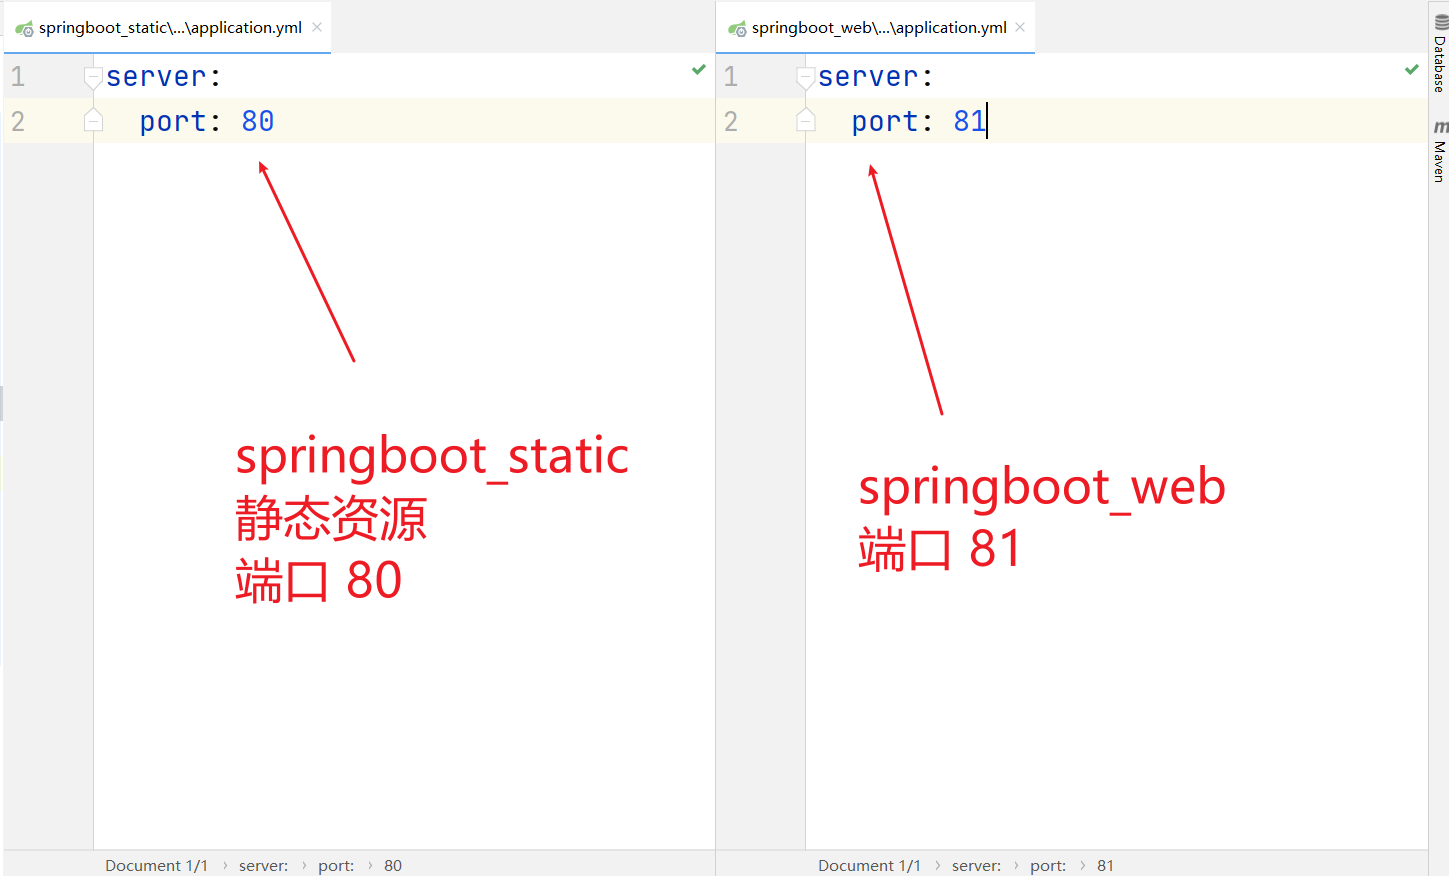 springboot_static\...\application.yml
springboot_web\...\application.yml
1 server:
2 port: 80
1 server:
2 port: 81
springboot_static
静态资源
端口 80
springboot_web
端口 81
Database
m Maven
Document 1/1 › server: › port: › 80
Document 1/1 › server: › port: › 81